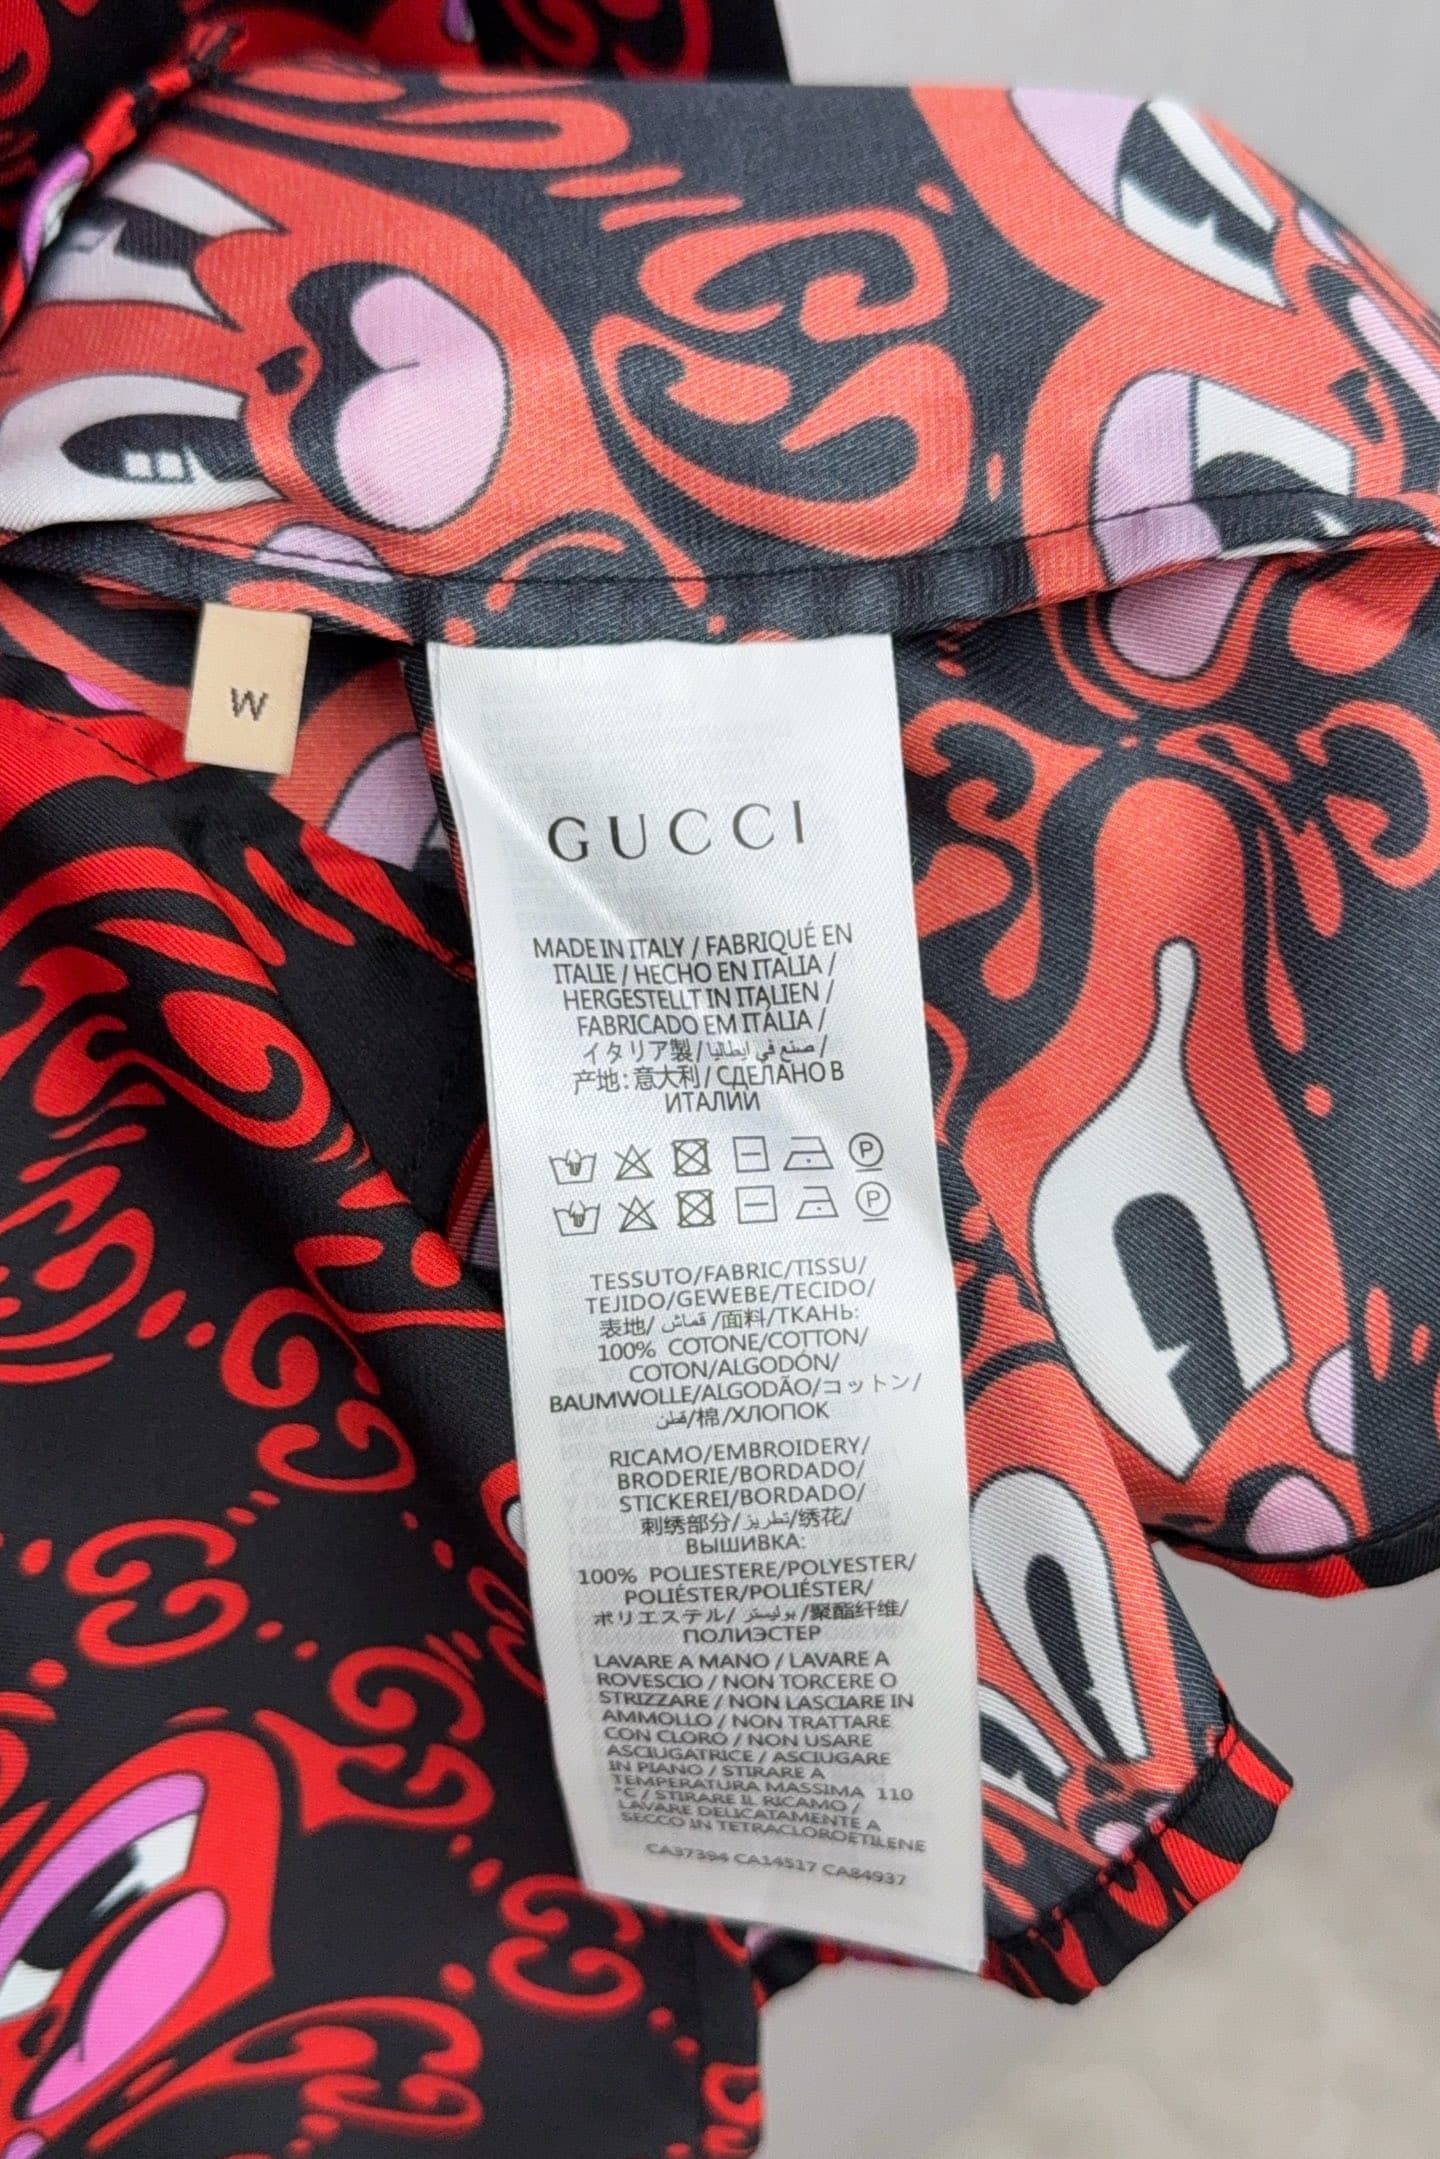 W
GUCCI
MADE IN ITALY / FABRIQUÉ EN
ITALIE / HECHO EN ITALIA /
HERGESTELLT IN ITALIEN /
FABRICADO EM ITÁLIA /
イタリア製 / صنع في إيطاليا /
产地:意大利 / СДЕЛАНО В
ИТАЛИИ
P
P
TESSUTO/FABRIC/TISSU/
TEJIDO/GEWEBE/TECIDO/
表地/ قماش /面料/ТКАНЬ:
100% COTONE/COTTON/
COTON/ALGODÓN/
BAUMWOLLE/ALGODÃO/コットン/
قطن/棉/ХЛОПОК
RICAMO/EMBROIDERY/
BRODERIE/BORDADO/
STICKEREI/BORDADO/
刺绣部分/تطريز/绣花/
ВЫШИВКА:
100% POLIESTERE/POLYESTER/
POLIÉSTER/POLIÉSTER/
ポリエステル/ بوليستر /聚酯纤维/
ПОЛИЭСТЕР
LAVARE A MANO / LAVARE A
ROVESCIO / NON TORCERE O
STRIZZARE / NON LASCIARE IN
AMMOLLO / NON TRATTARE
CON CLORO / NON USARE
ASCIUGATRICE / ASCIUGARE
IN PIANO / STIRARE A
TEMPERATURA MASSIMA 110
°C / STIRARE IL RICAMO /
LAVARE DELICATAMENTE A
SECCO IN TETRACLOROETILENE
CA37394 CA14517 CA84937